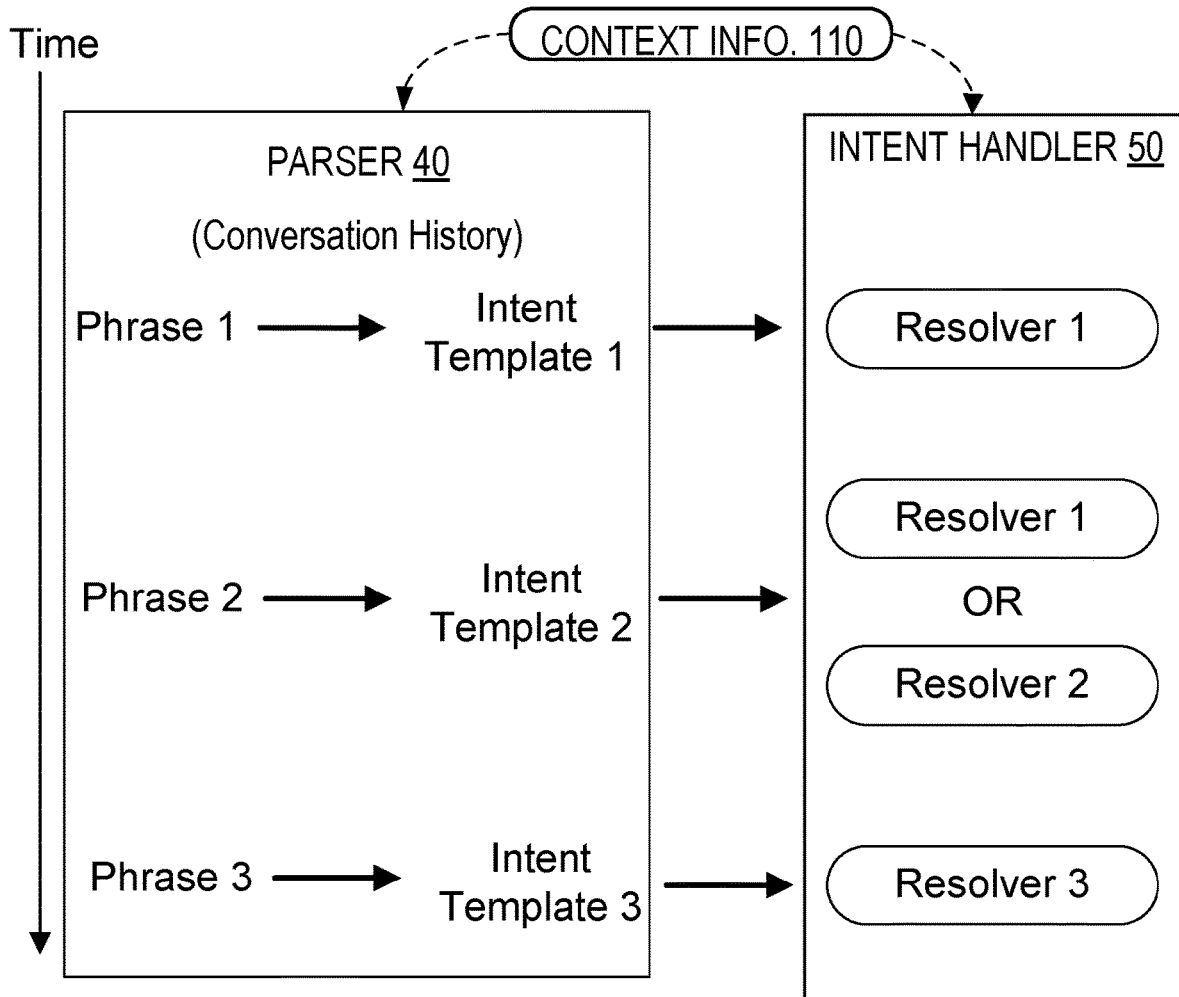 Time
CONTEXT INFO. 110
PARSER 40
(Conversation History)
INTENT HANDLER 50
Phrase 1
Intent
Template 1
Resolver 1
Phrase 2
Intent
Template 2
Resolver 1
OR
Resolver 2
Phrase 3
Intent
Template 3
Resolver 3